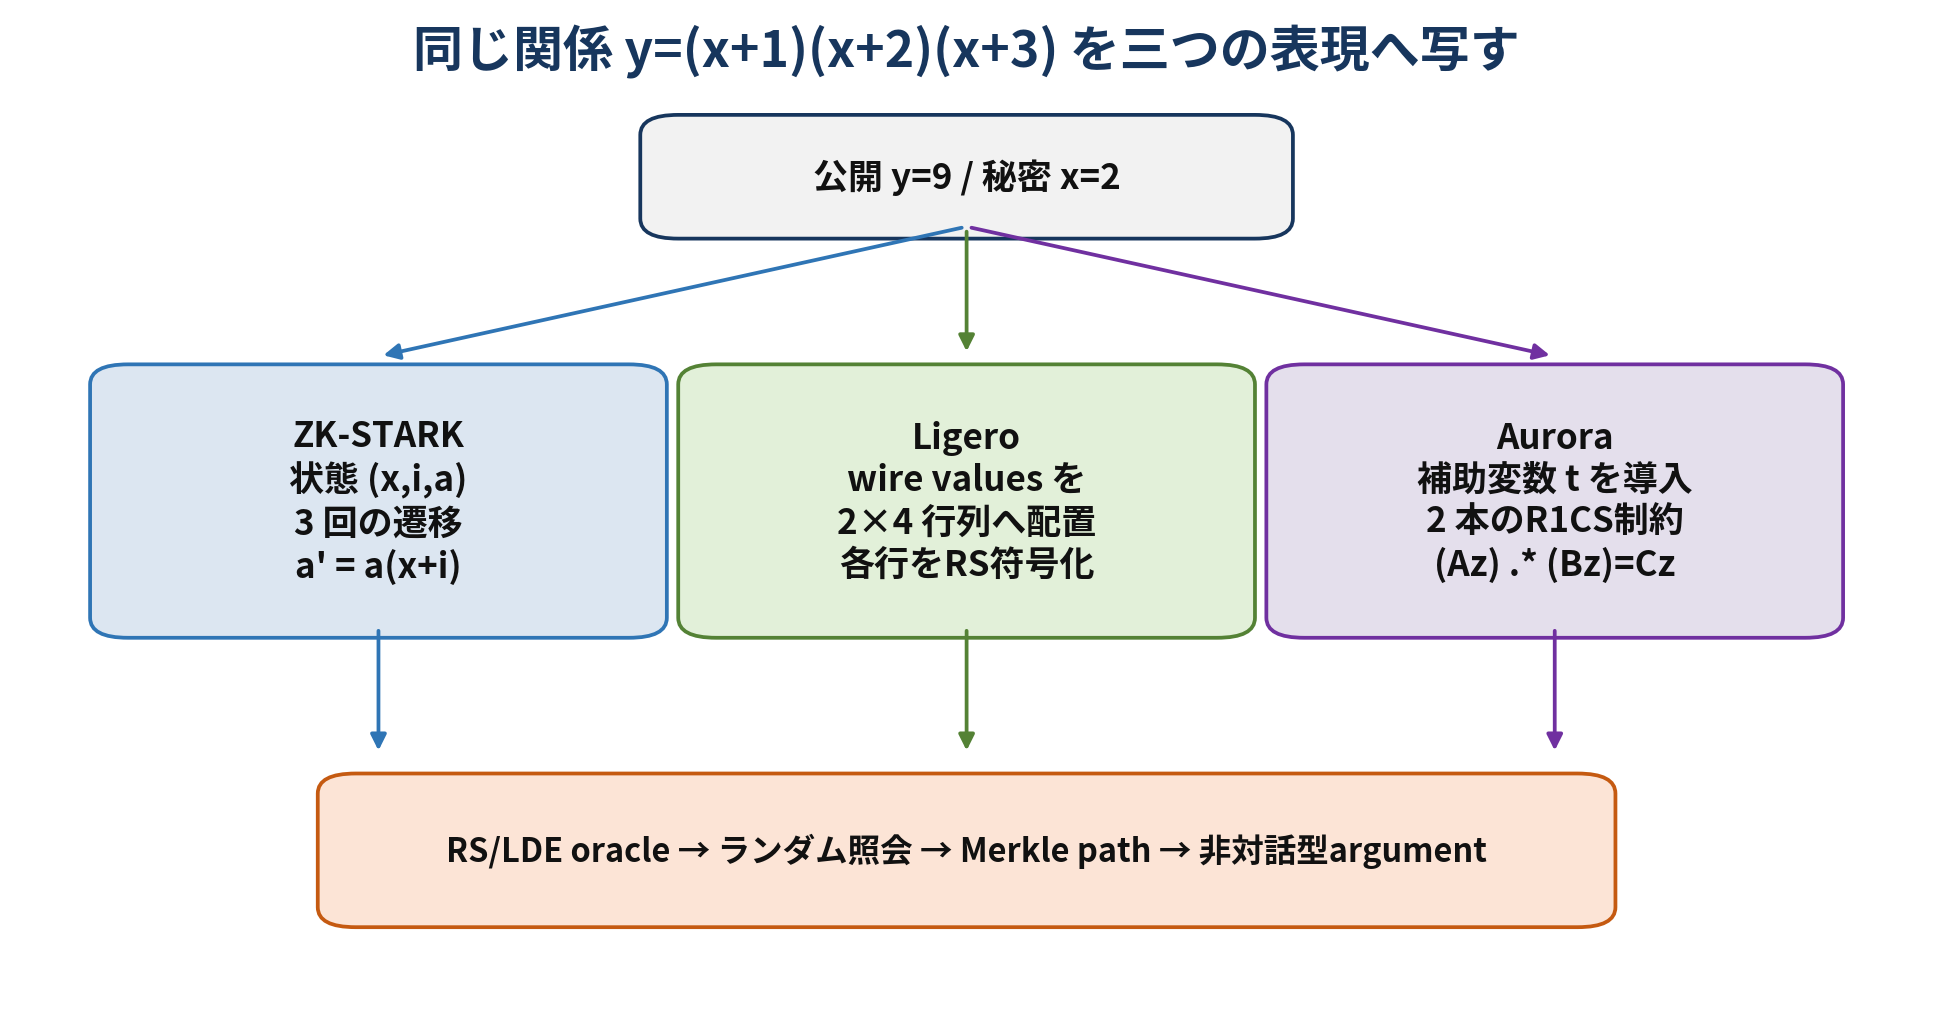 同じ関係 y=(x+1)(x+2)(x+3) を三つの表現へ写す
公開 y=9 / 秘密 x=2
ZK-STARK
状態 (x,i,a)
3 回の遷移
a' = a(x+i)
Ligero
wire values を
2×4 行列へ配置
各行をRS符号化
Aurora
補助変数 t を導入
2 本のR1CS制約
(Az) .* (Bz)=Cz
RS/LDE oracle → ランダム照会 → Merkle path → 非対話型argument